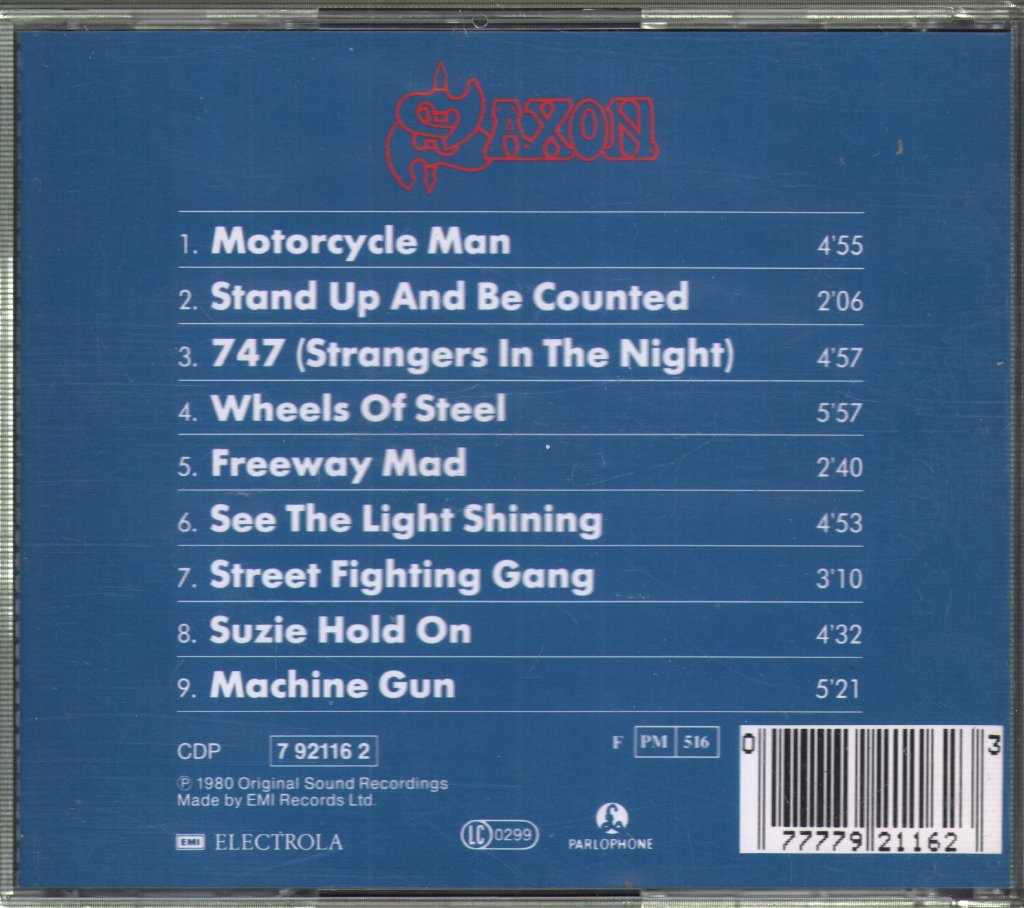 SAXON
1. Motorcycle Man 4'55
2. Stand Up And Be Counted 2'06
3. 747 (Strangers In The Night) 4'57
4. Wheels Of Steel 5'57
5. Freeway Mad 2'40
6. See The Light Shining 4'53
7. Street Fighting Gang 3'10
8. Suzie Hold On 4'32
9. Machine Gun 5'21
CDP 7 92116 2
F PM 516
℗ 1980 Original Sound Recordings
Made by EMI Records Ltd.
EMI ELECTROLA
LC 0299
PARLOPHONE
0 77779 21162 3